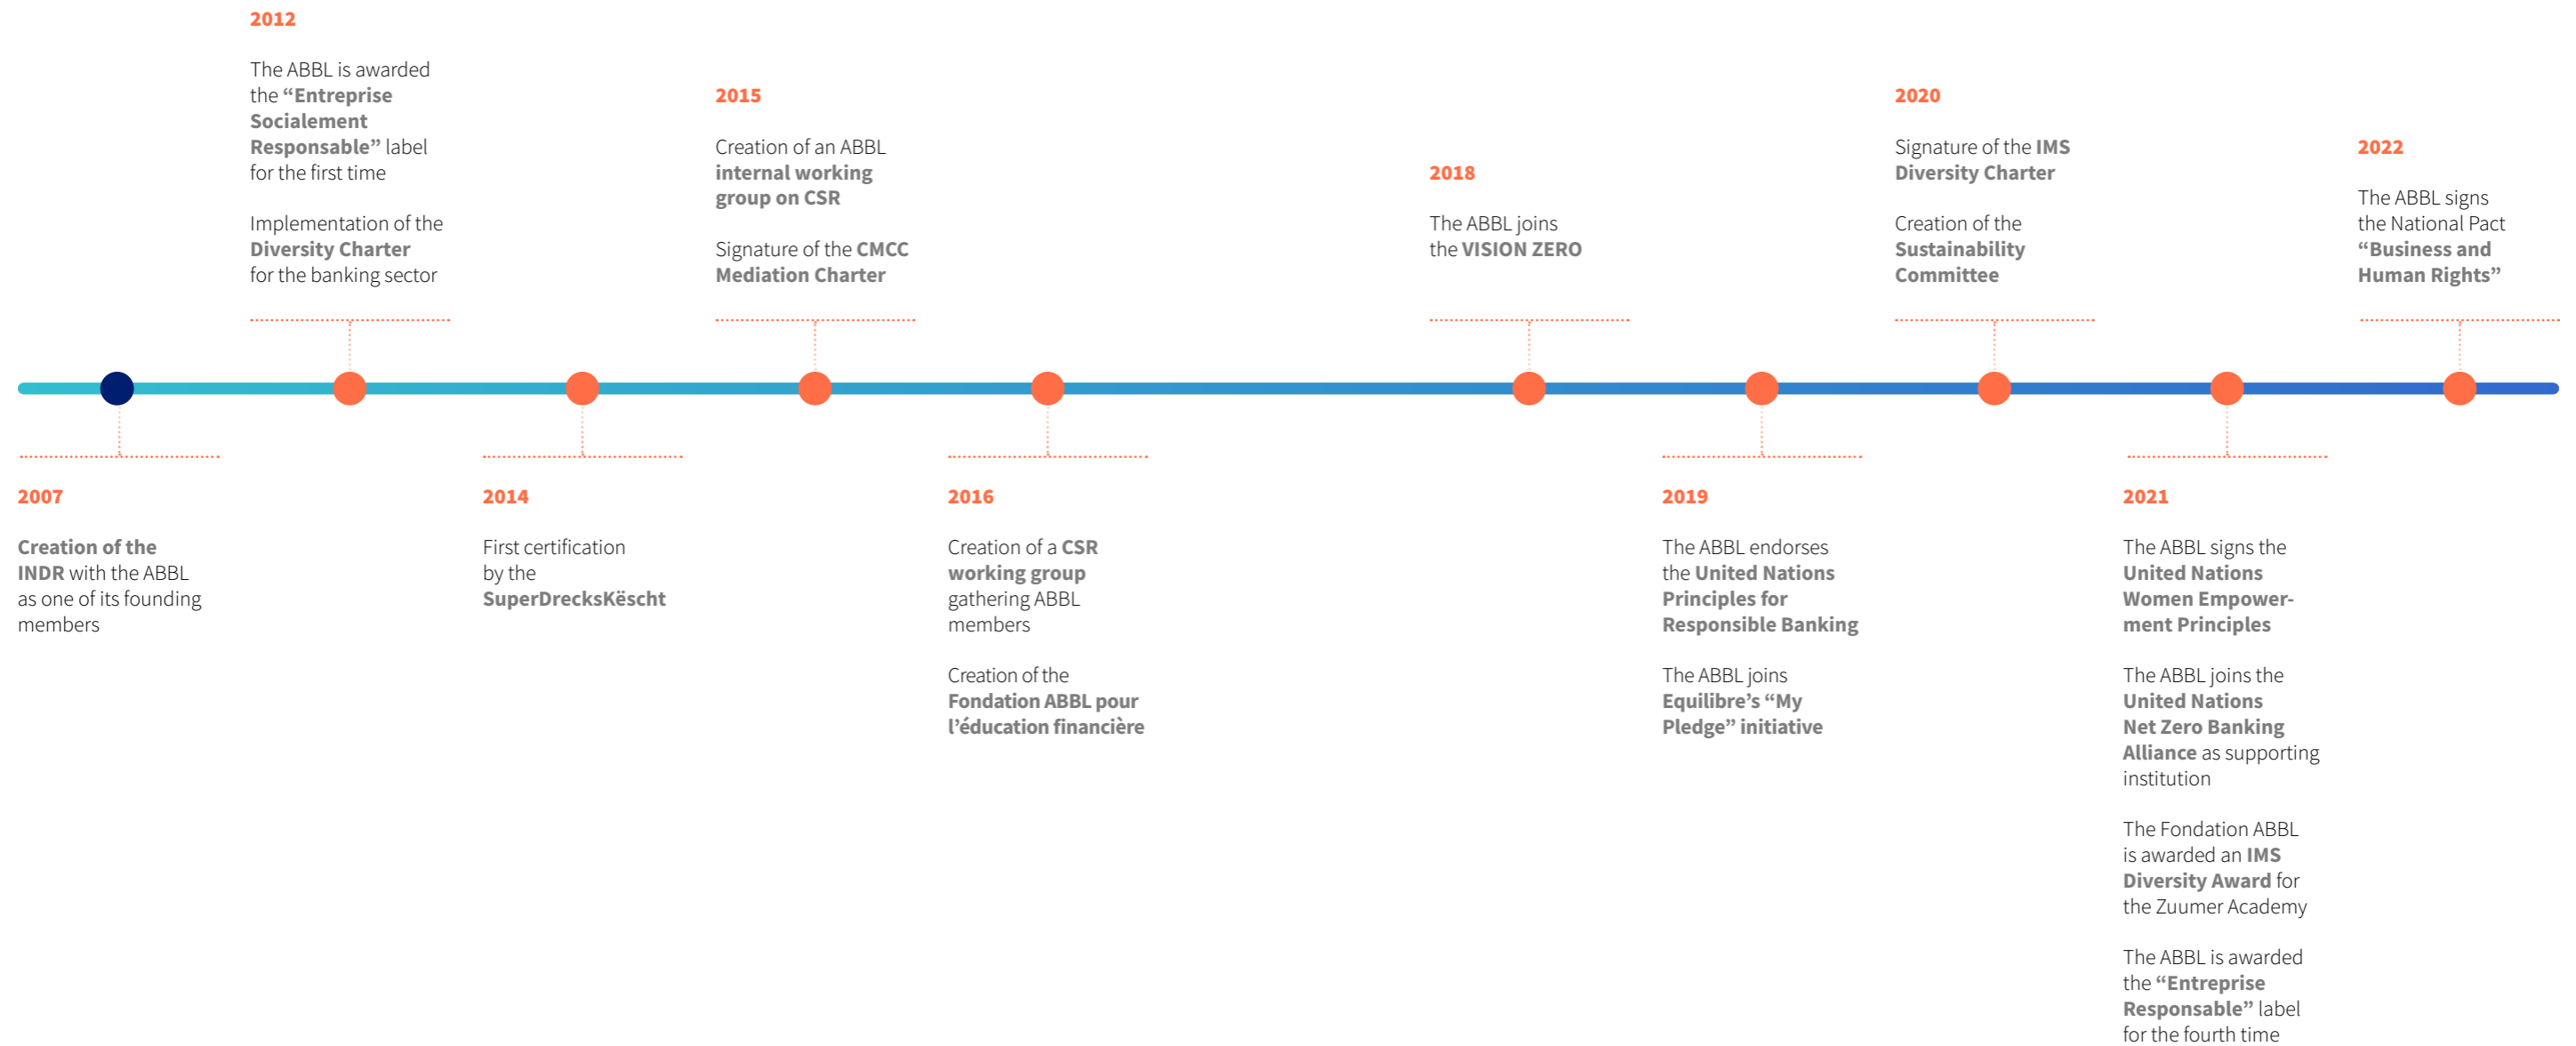 2012
The ABBL is awarded
the “Entreprise
Socialement
Responsable” label
for the first time
Implementation of the
Diversity Charter
for the banking sector
2015
Creation of an ABBL
internal working
group on CSR
Signature of the CMCC
Mediation Charter
2018
The ABBL joins
the VISION ZERO
2020
Signature of the IMS
Diversity Charter
Creation of the
Sustainability
Committee
2022
The ABBL signs
the National Pact
“Business and
Human Rights”
2007
Creation of the
INDR with the ABBL
as one of its founding
members
2014
First certification
by the
SuperDrecksKëscht
2016
Creation of a CSR
working group
gathering ABBL
members
Creation of the
Fondation ABBL pour
l’éducation financière
2019
The ABBL endorses
the United Nations
Principles for
Responsible Banking
The ABBL joins
Equilibre’s “My
Pledge” initiative
2021
The ABBL signs the
United Nations
Women Empower-
ment Principles
The ABBL joins the
United Nations
Net Zero Banking
Alliance as supporting
institution
The Fondation ABBL
is awarded an IMS
Diversity Award for
the Zuumer Academy
The ABBL is awarded
the “Entreprise
Responsable” label
for the fourth time